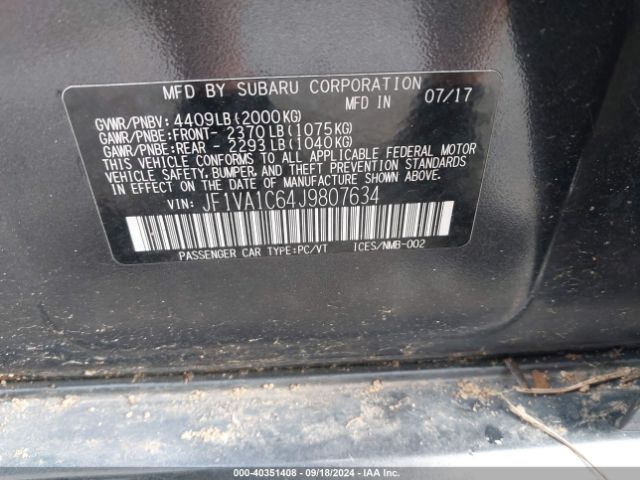 MFD BY SUBARU CORPORATION
MFD IN 07/17
GVWR/PNBV: 4409LB(2000KG)
GAWR/PNBE:FRONT- 2370LB(1075KG)
GAWR/PNBE:REAR - 2293LB(1040KG)
THIS VEHICLE CONFORMS TO ALL APPLICABLE FEDERAL MOTOR
VEHICLE SAFETY, BUMPER, AND THEFT PREVENTION STANDARDS
IN EFFECT ON THE DATE OF MANUFACTURE SHOWN ABOVE.
VIN: JF1VA1C64J9807634
PASSENGER CAR TYPE:PC/VT ICES/NMB-002
000-40351408 - 09/18/2024 - IAA Inc.